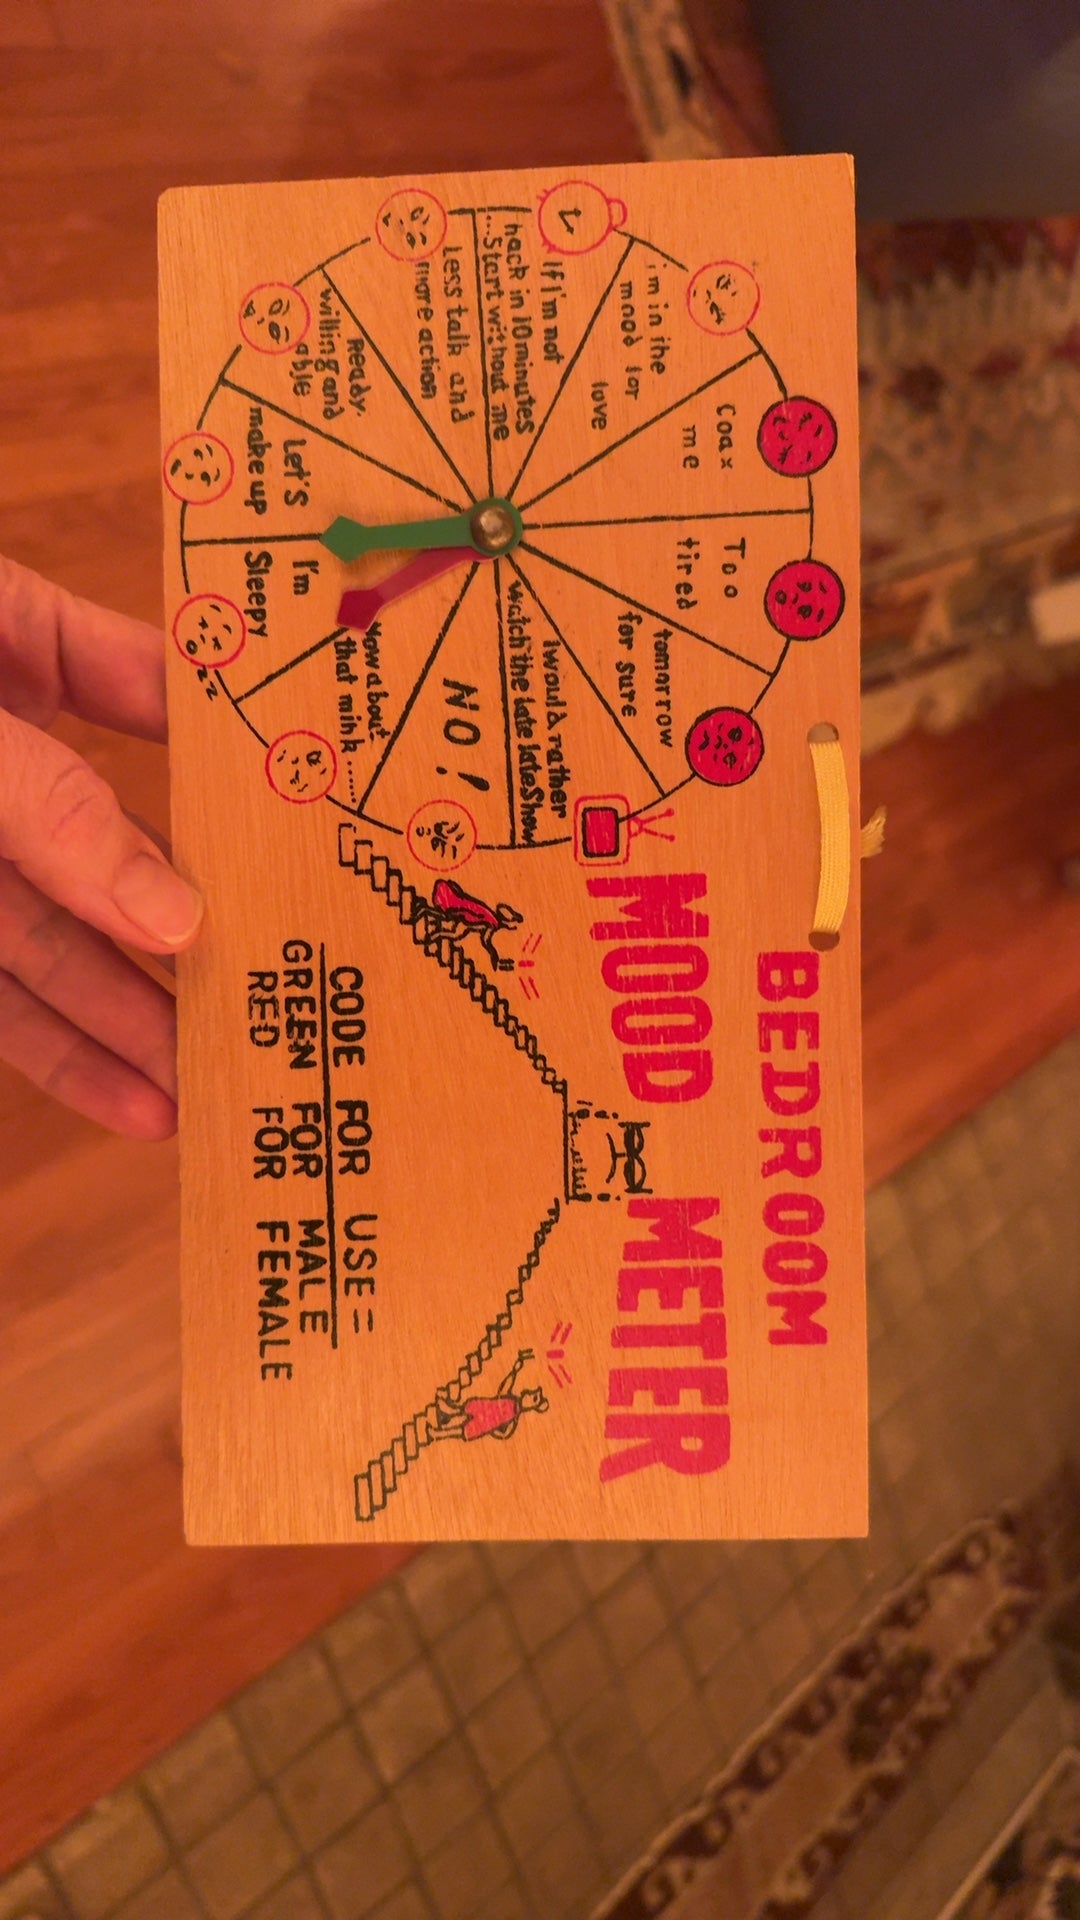 BEDROOM
MOOD METER
Coax
me
Too
tired
tomorrow
for sure
I would rather
watch the late late Show
NO!
How about
that mink......
I'm
Sleepy
zz
Let's
make up
Ready,
willing and
able
Less talk and
more action
If I'm not
back in 10 minutes
...Start without me
i'm in the
mood for
love
CODE FOR USE=
GREEN FOR MALE
RED FOR FEMALE